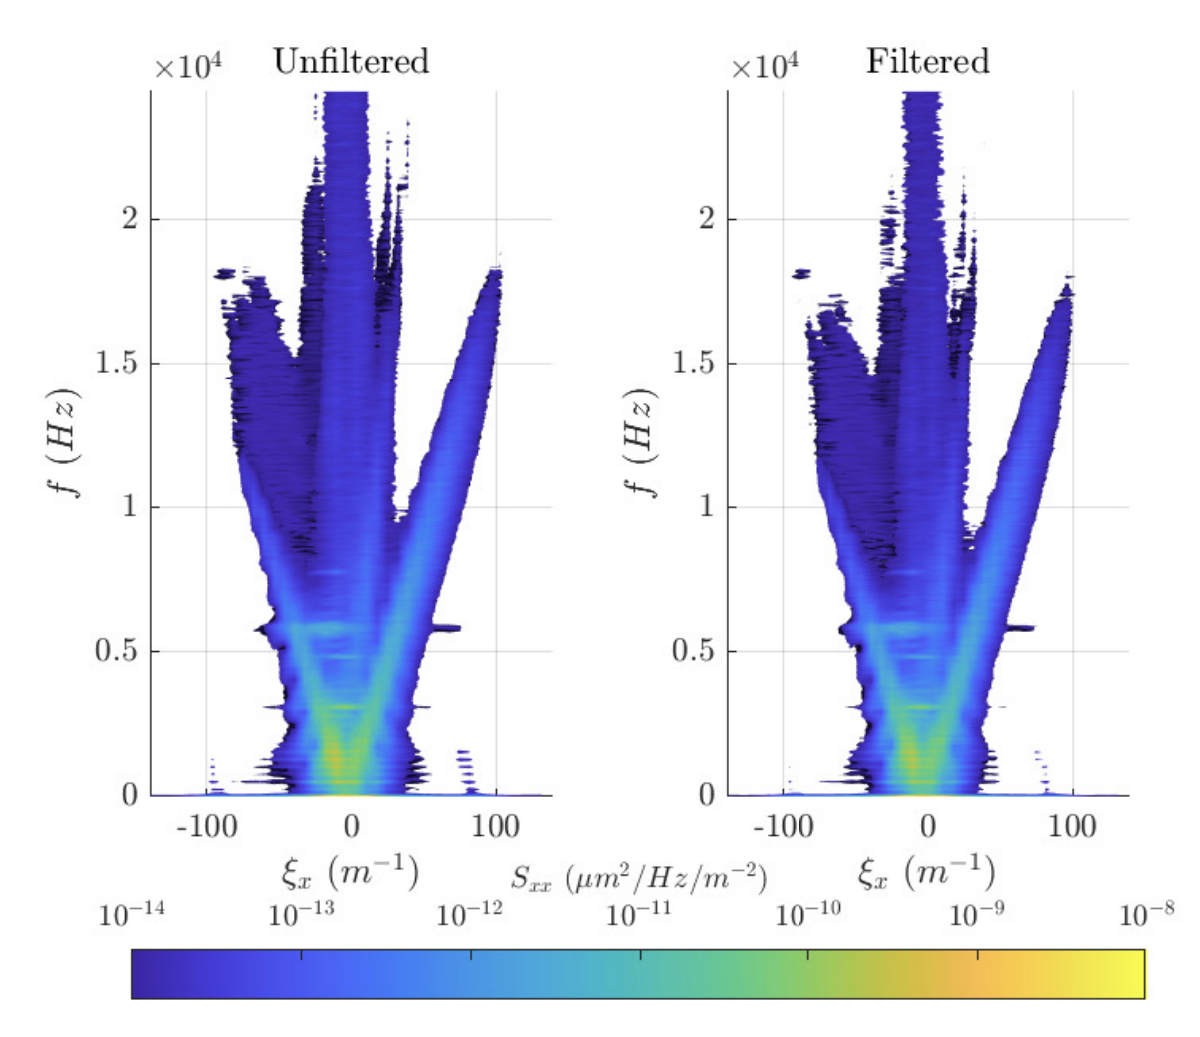 Unfiltered
×10⁴
2
1.5
1
0.5
0
f (Hz)
-100 0 100
ξₓ (m⁻¹)
Filtered
×10⁴
2
1.5
1
0.5
0
f (Hz)
-100 0 100
ξₓ (m⁻¹)
Sₓₓ (μm²/Hz/m⁻²)
10⁻¹⁴ 10⁻¹³ 10⁻¹² 10⁻¹¹ 10⁻¹⁰ 10⁻⁹ 10⁻⁸